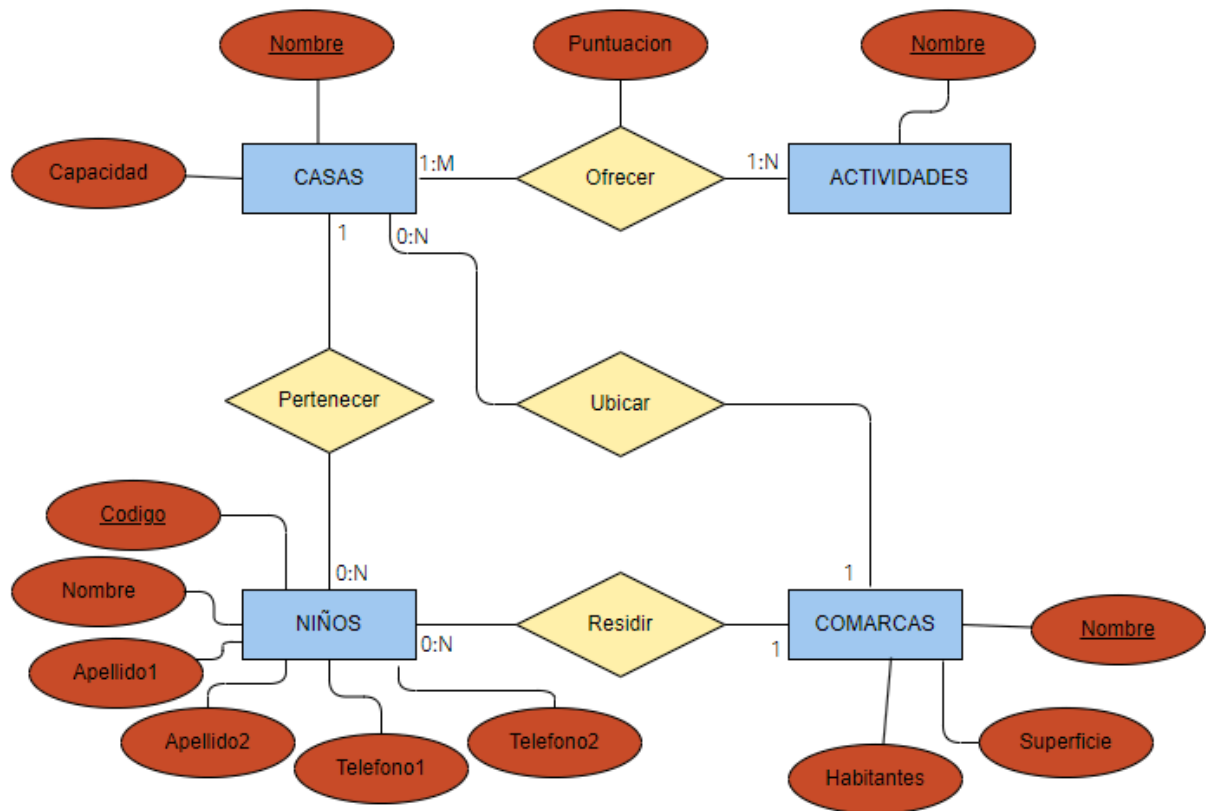 Nombre
Puntuacion
Nombre
Capacidad
CASAS
1:M
Ofrecer
1:N
ACTIVIDADES
1
0:N
Pertenecer
Ubicar
Codigo
Nombre
0:N
1
NIÑOS
0:N
Residir
1
COMARCAS
Nombre
Apellido1
Apellido2
Telefono1
Telefono2
Habitantes
Superficie